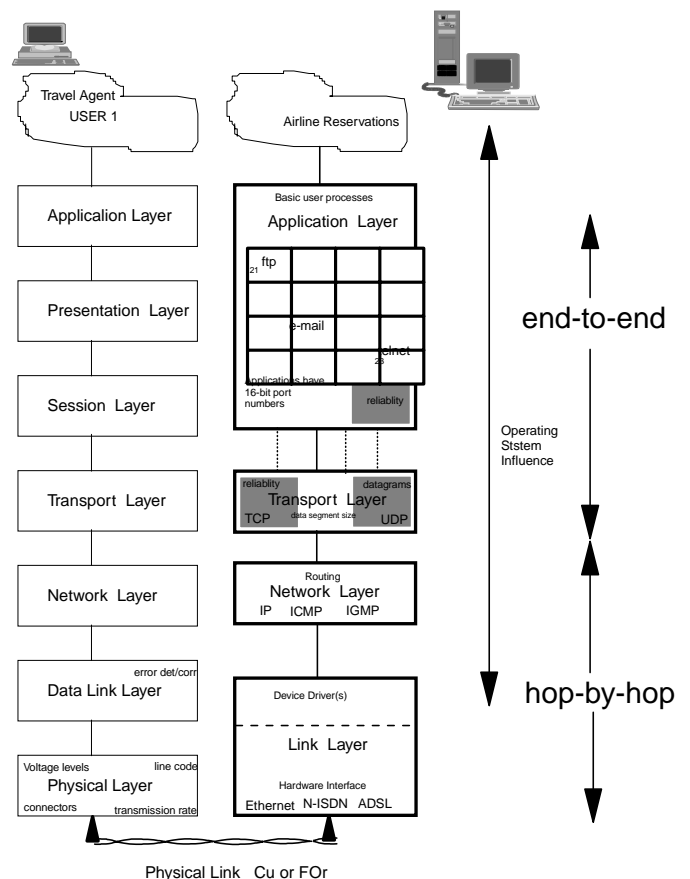 Travel Agent
USER 1
Airline Reservations
Applicalion Layer
Presentation Layer
Session Layer
Transport Layer
Network Layer
error det/corr
Data Link Layer
Voltage levels
line code
Physical Layer
connectors
transmission rate
Basic user processes
Application Layer
ftp
21
e-mail
elnet
23
Applications have
16-bit port
numbers
reliablity
reliablity
datagrams
Transport Layer
data segment size
TCP
UDP
Routing
Network Layer
IP ICMP IGMP
Device Driver(s)
Link Layer
Hardware Interface
Ethernet N-ISDN ADSL
Operating
Ststem
Influence
end-to-end
hop-by-hop
Physical Link Cu or FOr